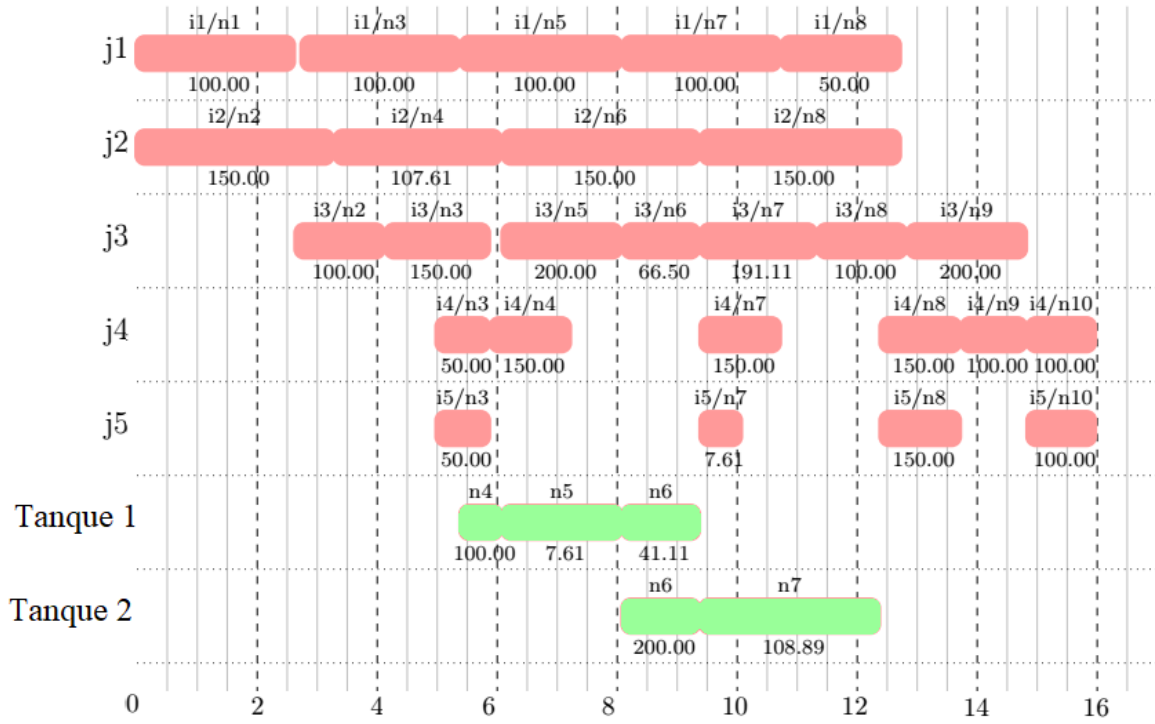 i1/n1 i1/n3 i1/n5 i1/n7 i1/n8
j1
100.00 100.00 100.00 100.00 50.00
i2/n2 i2/n4 i2/n6 i2/n8
j2
150.00 107.61 150.00 150.00
i3/n2 i3/n3 i3/n5 i3/n6 i3/n7 i3/n8 i3/n9
j3
100.00 150.00 200.00 66.50 191.11 100.00 200.00
i4/n3 i4/n4 i4/n7 i4/n8 i4/n9 i4/n10
j4
50.00 150.00 150.00 150.00 100.00 100.00
i5/n3 i5/n7 i5/n8 i5/n10
j5
50.00 7.61 150.00 100.00
n4 n5 n6
Tanque 1
100.00 7.61 41.11
n6 n7
Tanque 2
200.00 108.89
0 2 4 6 8 10 12 14 16